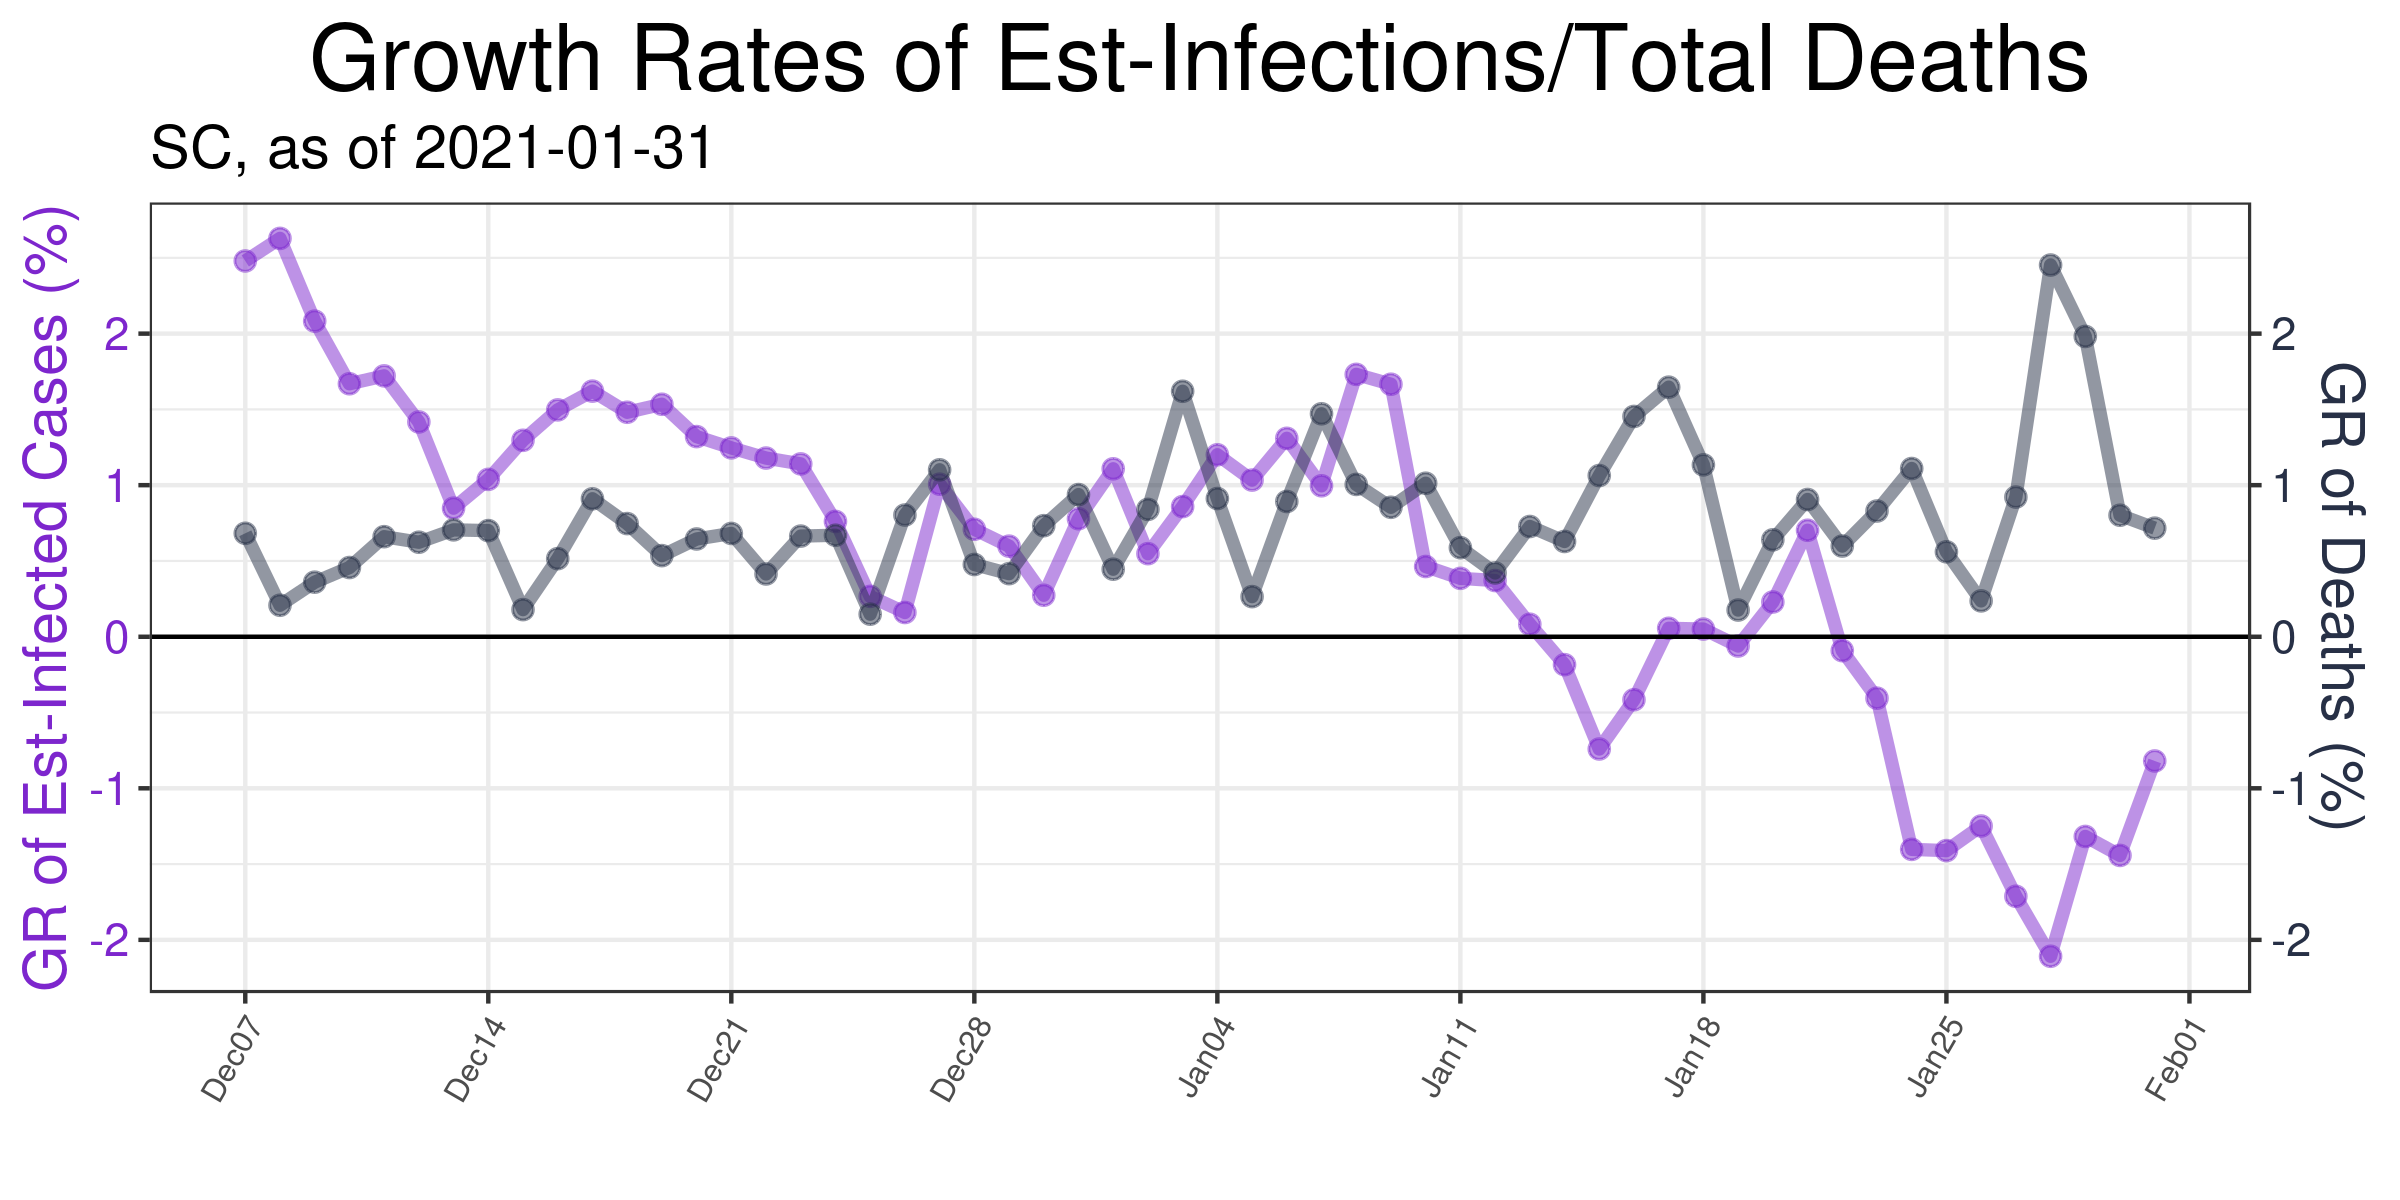 Growth Rates of Est-Infections/Total Deaths
SC, as of 2021-01-31
GR of Est-Infected Cases (%)
2
1
0
-1
-2
2
1
0
-1
-2
GR of Deaths (%)
Dec07
Dec14
Dec21
Dec28
Jan04
Jan11
Jan18
Jan25
Feb01